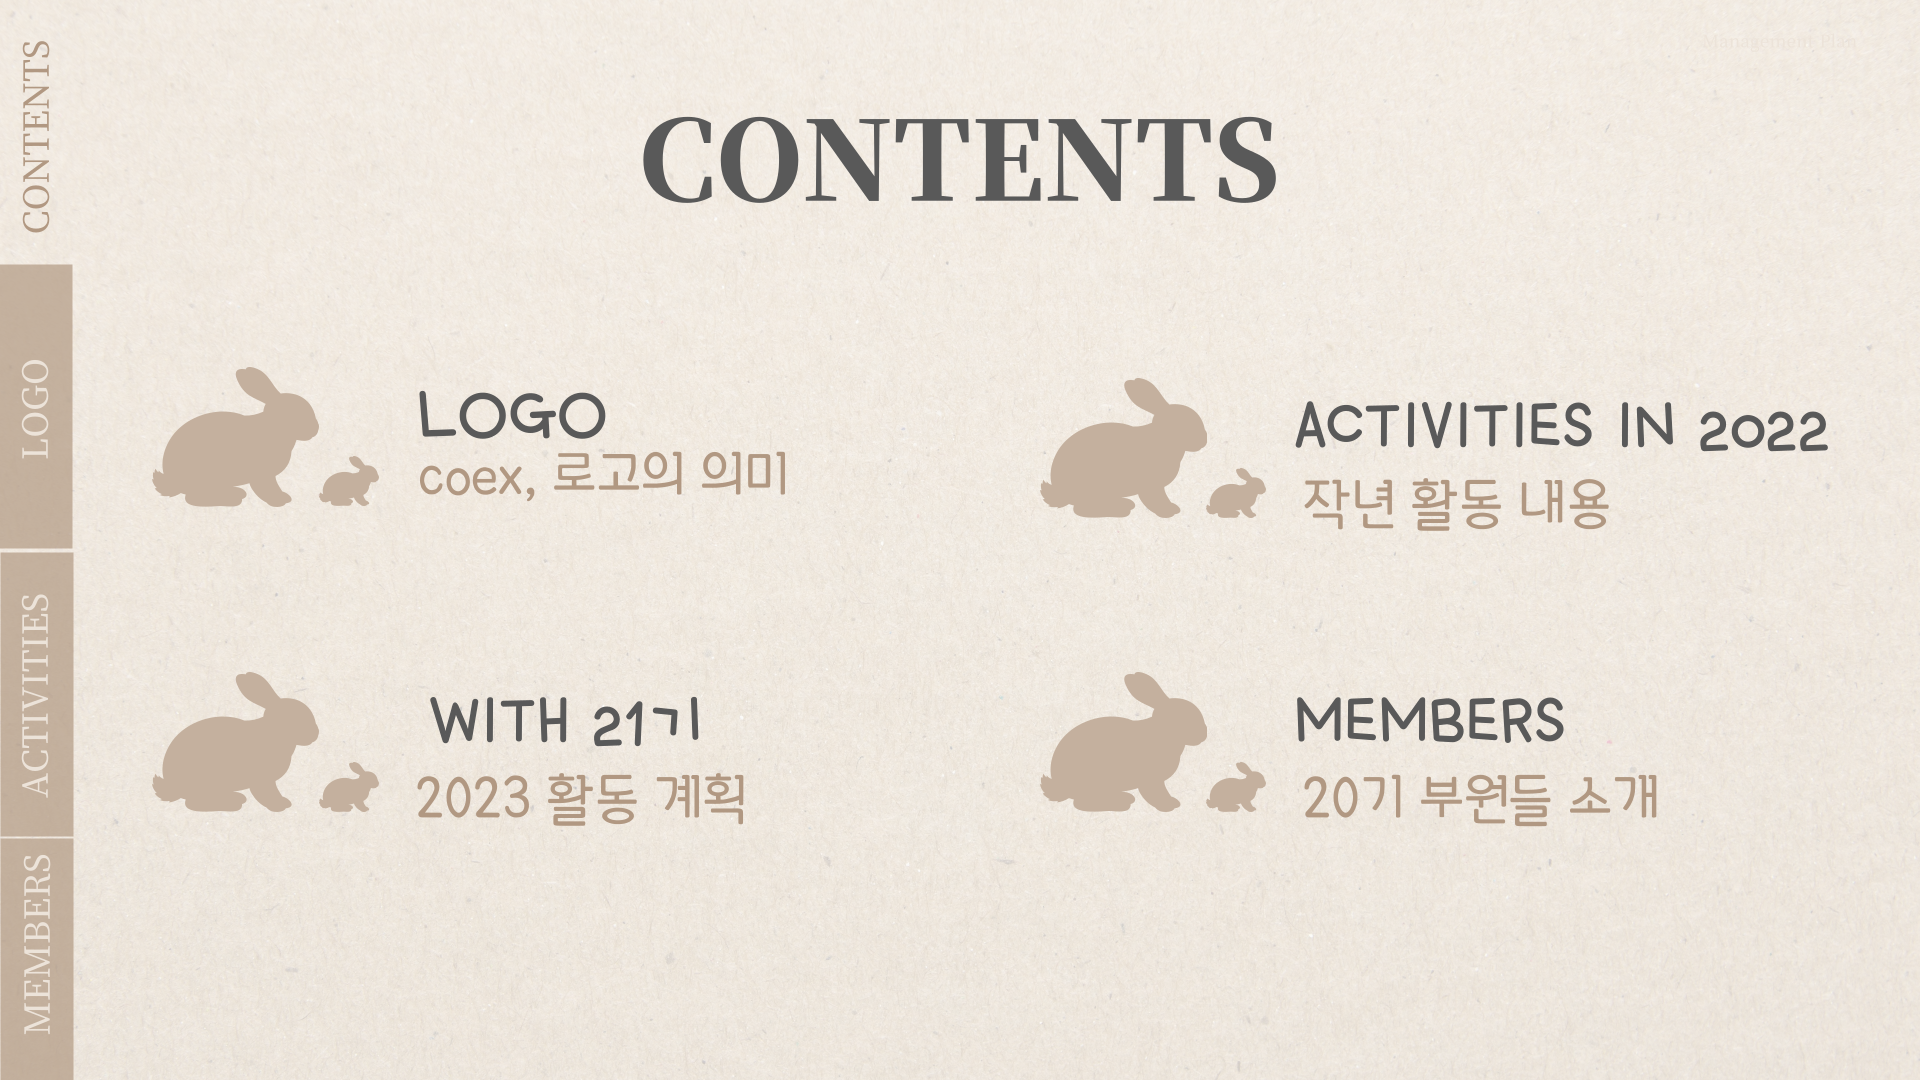 Management Plan
CONTENTS
CONTENTS
LOGO
ACTIVITIES
MEMBERS
LOGO
coex, 로고의 의미
ACTIVITIES IN 2022
작년 활동 내용
WITH 21기
2023 활동 계획
MEMBERS
20기 부원들 소개